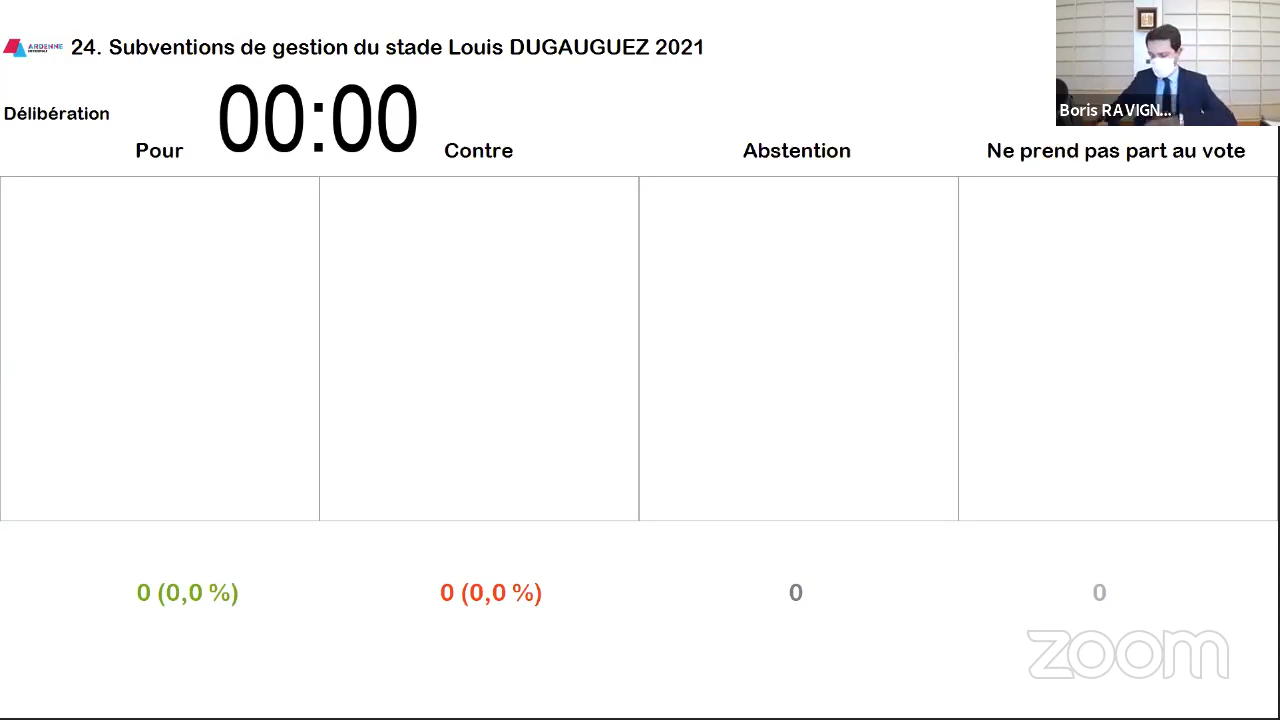 ARDENNE
24. Subventions de gestion du stade Louis DUGAUGUEZ 2021
Délibération
00:00
Boris RAVIGN...
Pour
Contre
Abstention
Ne prend pas part au vote
0 (0,0 %)
0 (0,0 %)
0
0
zoom